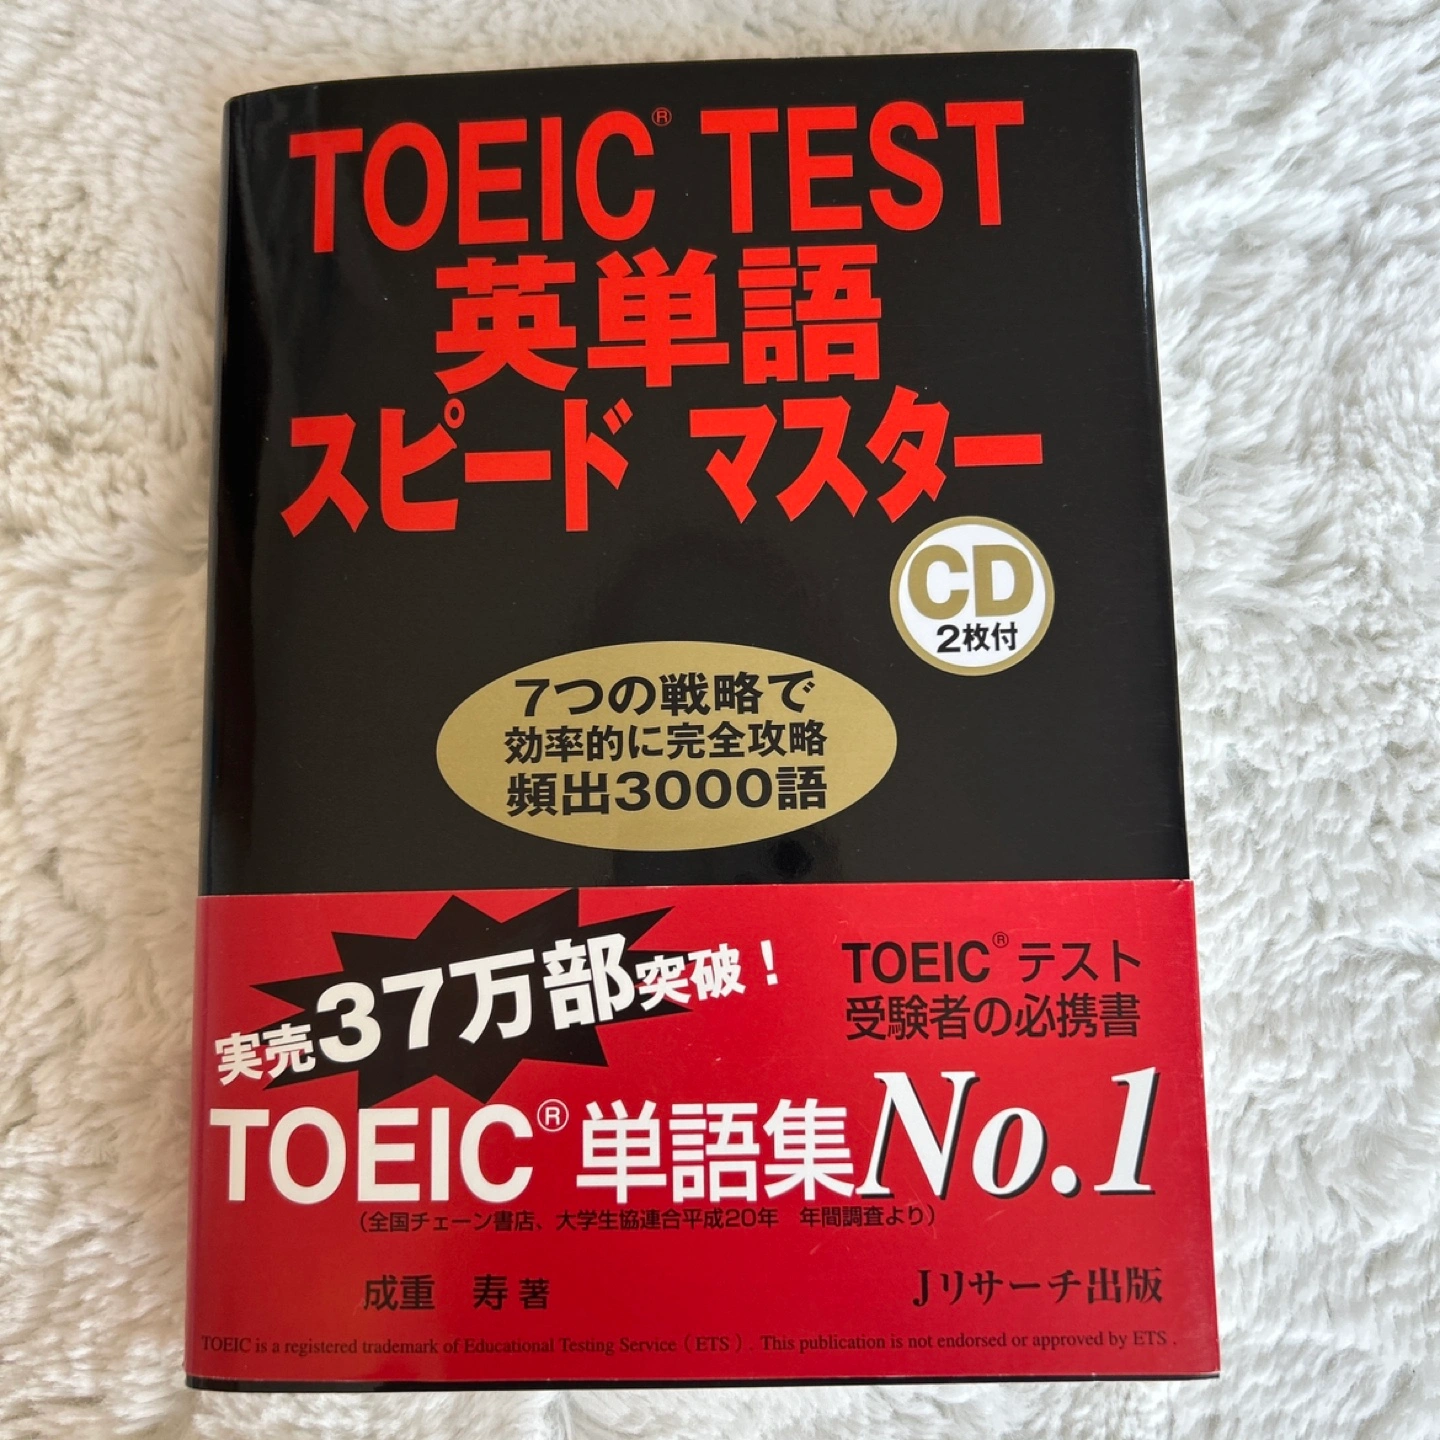 TOEIC® TEST
英単語
スピード マスター
CD
2枚付
7つの戦略で
効率的に完全攻略
頻出3000語
実売37万部突破！
TOEIC® テスト
受験者の必携書
TOEIC® 単語集No.1
（全国チェーン書店、大学生協連合平成20年 年間調査より）
成重 寿 著
Jリサーチ出版
TOEIC is a registered trademark of Educational Testing Service ( ETS ) . This publication is not endorsed or approved by ETS .